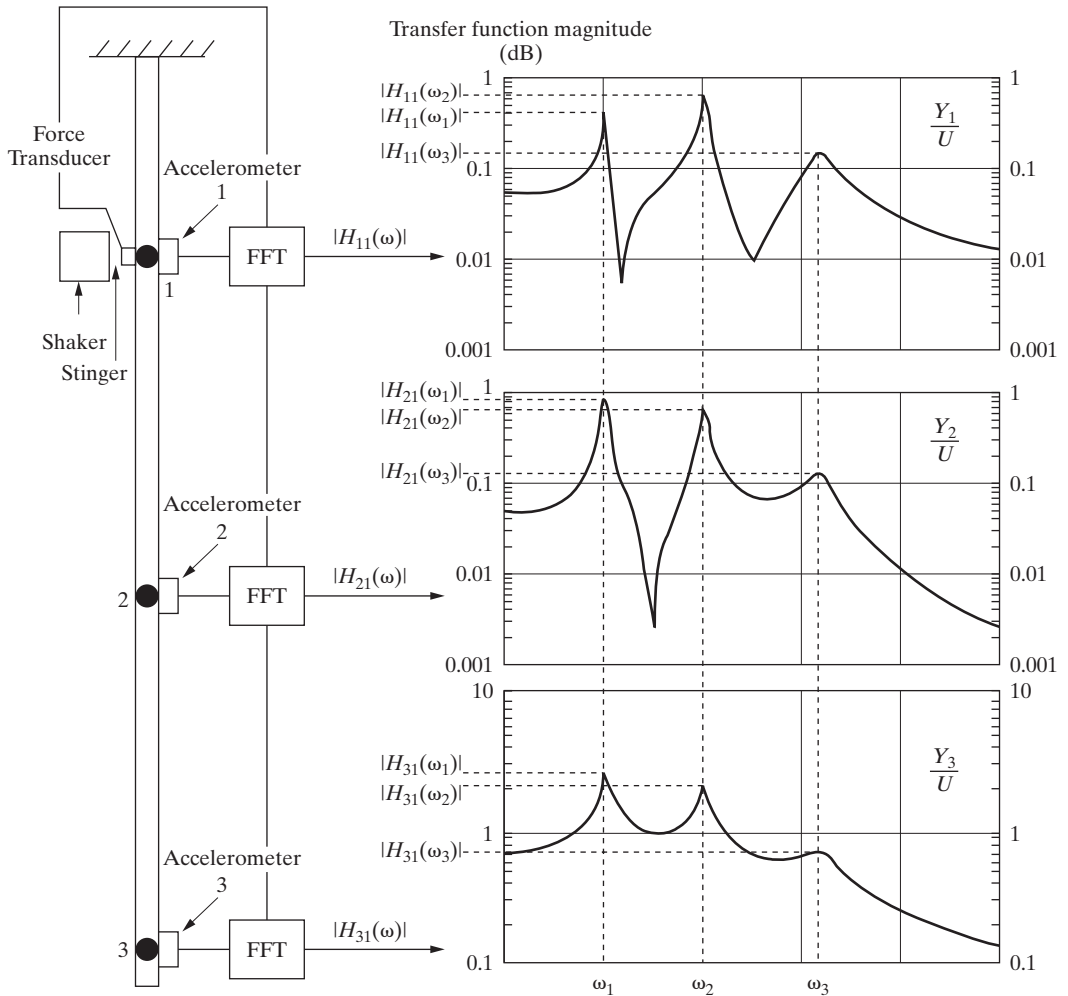 Transfer function magnitude
(dB)
Force
Transducer
Accelerometer
1
FFT
|H11(ω)|
1
Shaker
Stinger
|H11(ω2)|
|H11(ω1)|
|H11(ω3)|
1
0.1
0.01
0.001
Y1
U
1
0.1
0.01
0.001
Accelerometer
2
2
FFT
|H21(ω)|
|H21(ω1)|
|H21(ω2)|
|H21(ω3)|
1
0.1
0.01
0.001
Y2
U
1
0.1
0.01
0.001
Accelerometer
3
3
FFT
|H31(ω)|
|H31(ω1)|
|H31(ω2)|
|H31(ω3)|
10
1
0.1
Y3
U
10
1
0.1
ω1 ω2 ω3